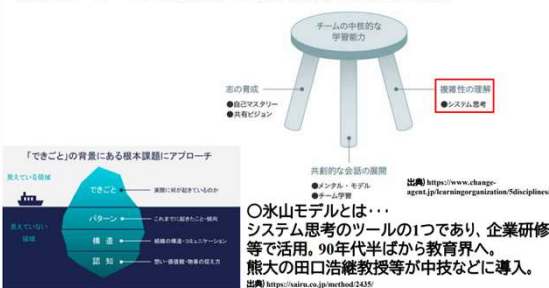 チームの中核的な
学習能力
志の育成
●自己マスタリー
●共有ビジョン
複雑性の理解
●システム思考
共創的な会話の展開
●メンタル・モデル
●チーム学習
出典) https://www.change-
agent.jp/learningorganization/5disciplines/
「できごと」の背景にある根本課題にアプローチ
見えている領域
できごと
実際に何が起きているのか
パターン
これまでに起きたこと・傾向
見えていない
領域
構造
組織の構造・コミュニケーション
認知
想い・価値観・物事の捉え方
〇氷山モデルとは・・・
システム思考のツールの1つであり、企業研修
等で活用。90年代半ばから教育界へ。
熊大の田口浩継教授等が中技などに導入。
出典) https://sairu.co.jp/method/2435/